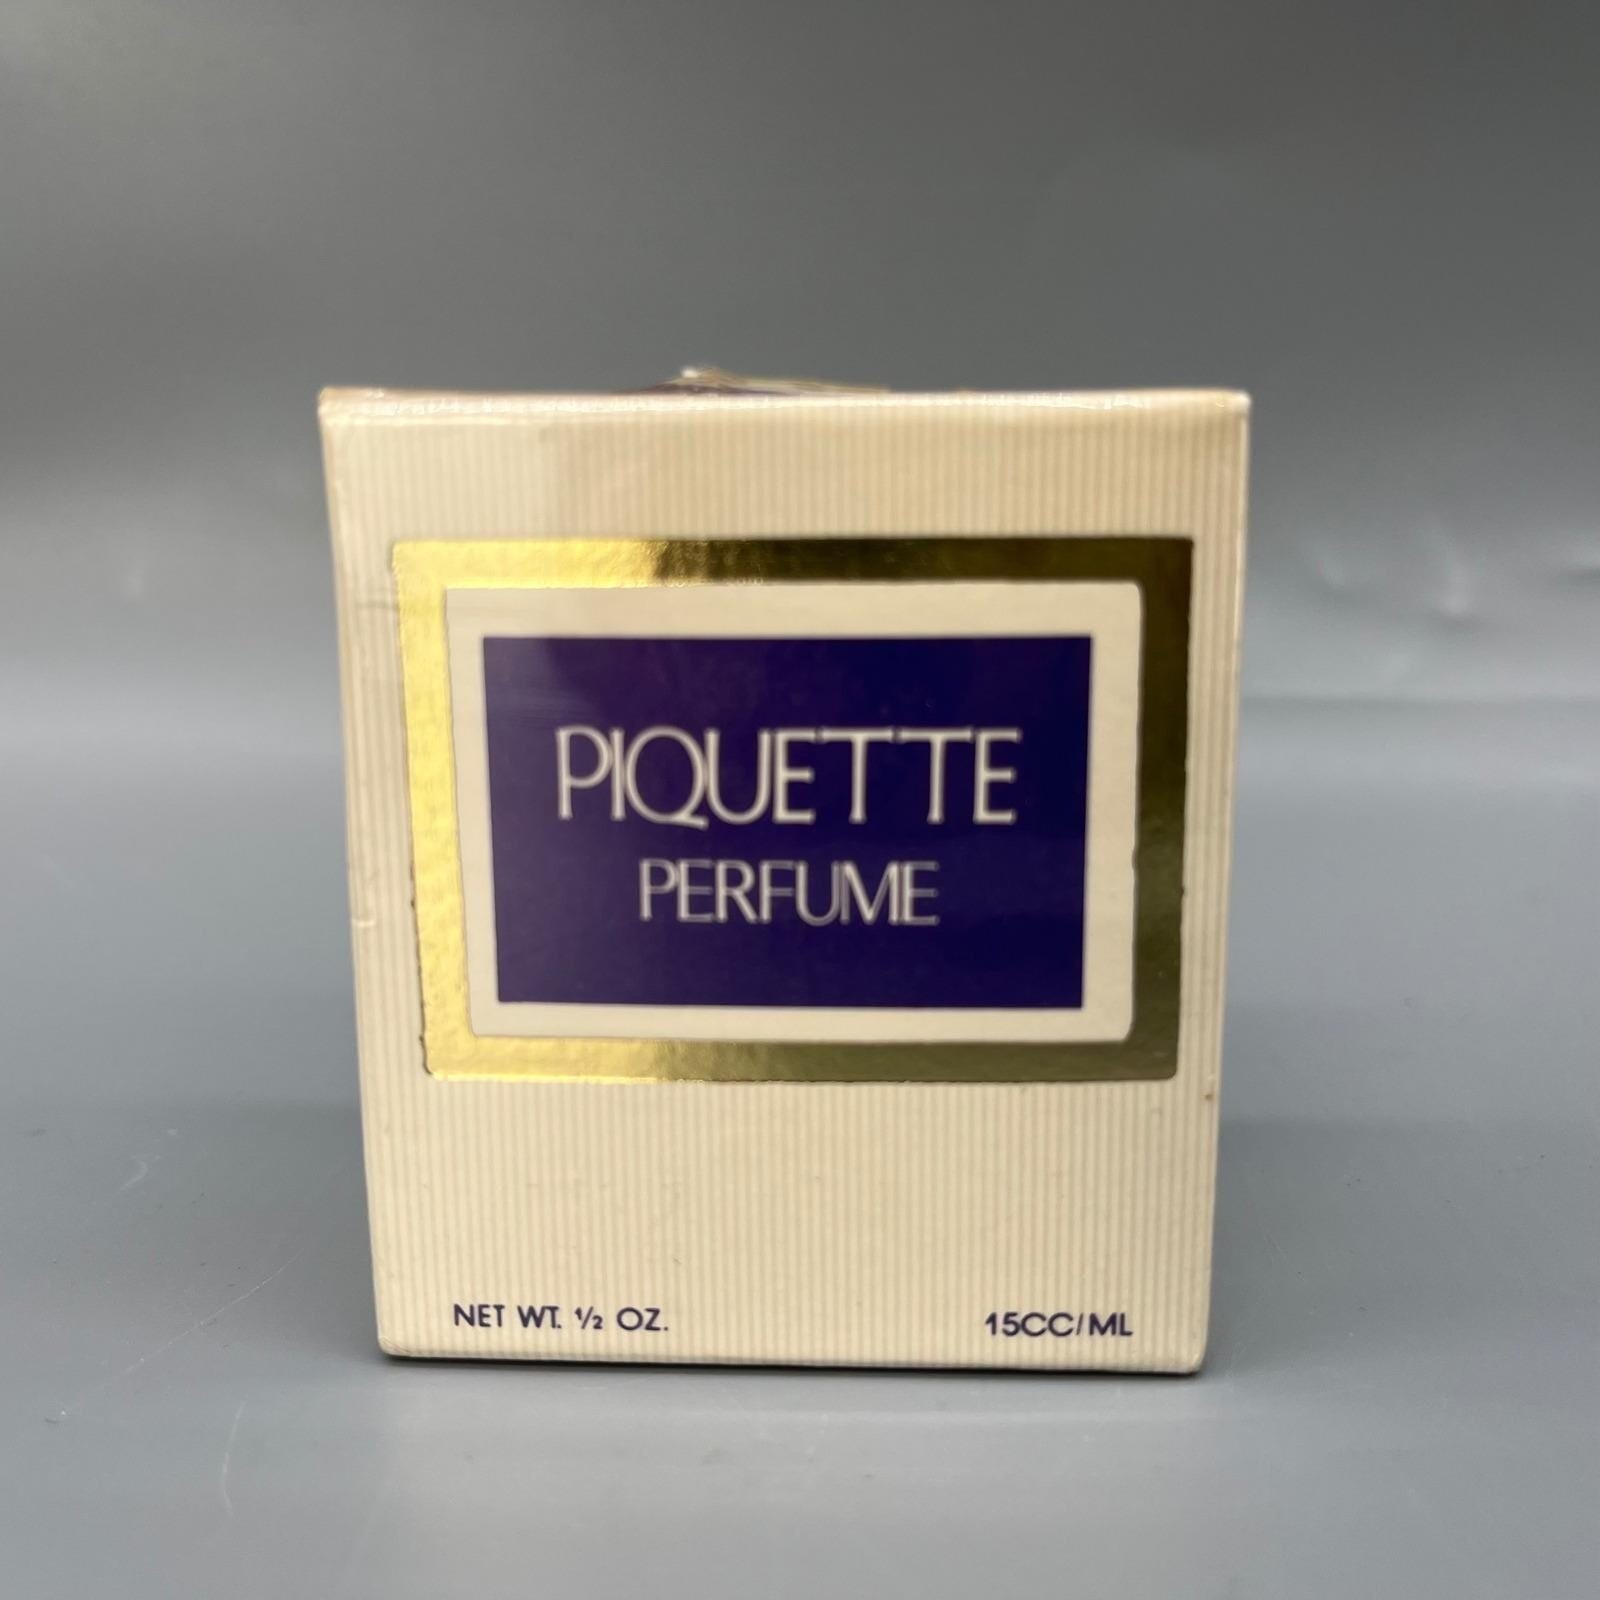 PIQUETTE
PERFUME
NET WT. ½ OZ.
15CC/ML